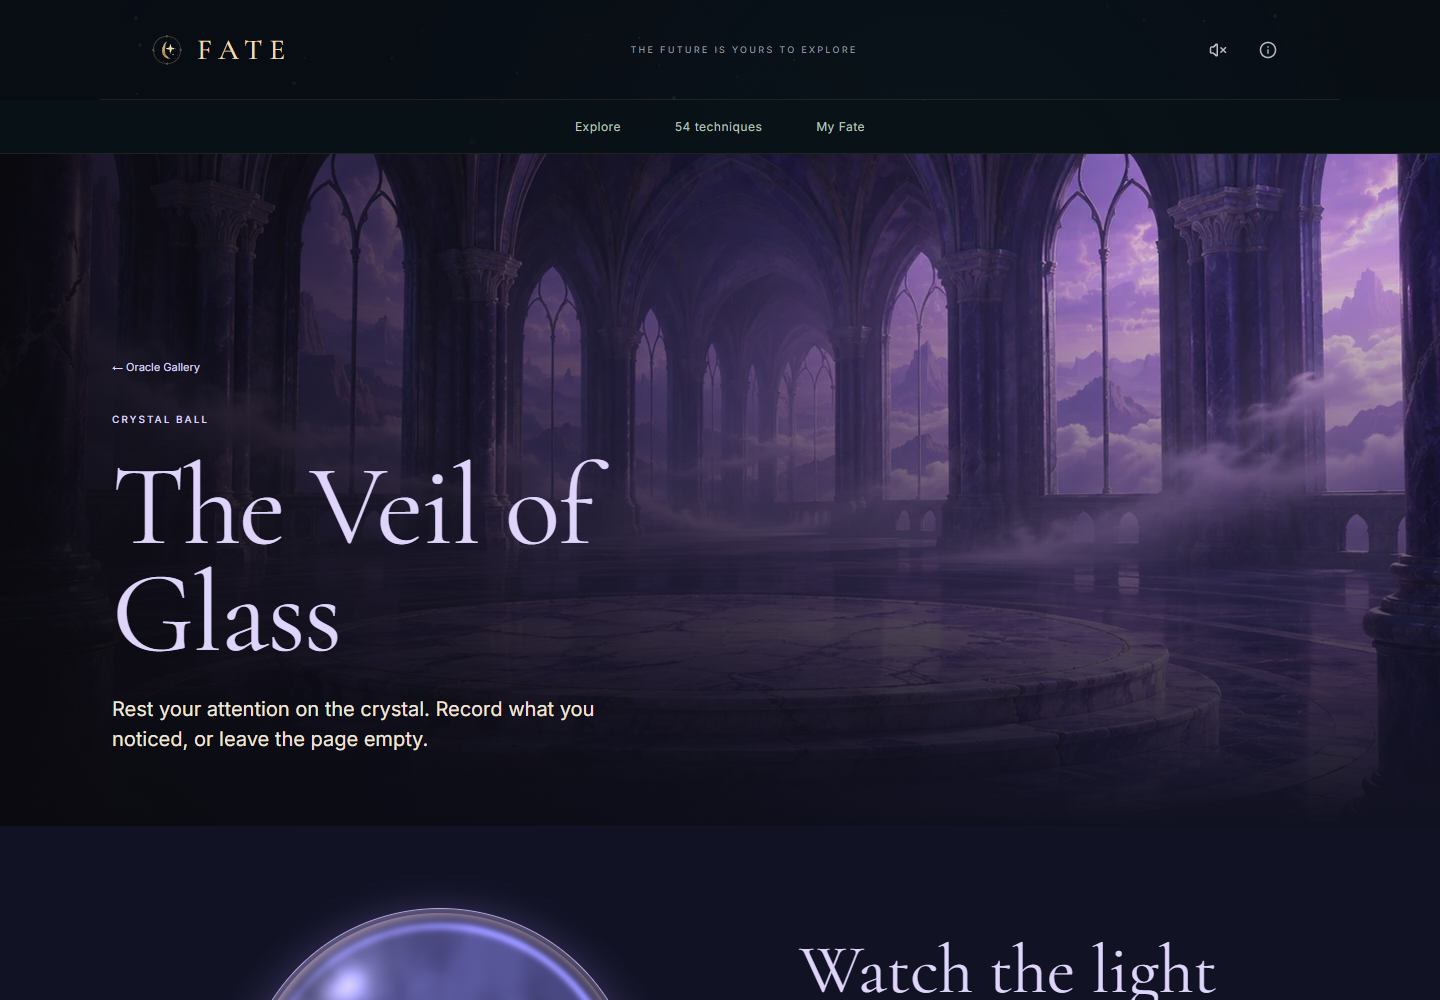 FATE
THE FUTURE IS YOURS TO EXPLORE
Explore
54 techniques
My Fate
← Oracle Gallery
CRYSTAL BALL
The Veil of
Glass
Rest your attention on the crystal. Record what you
noticed, or leave the page empty.
Watch the light